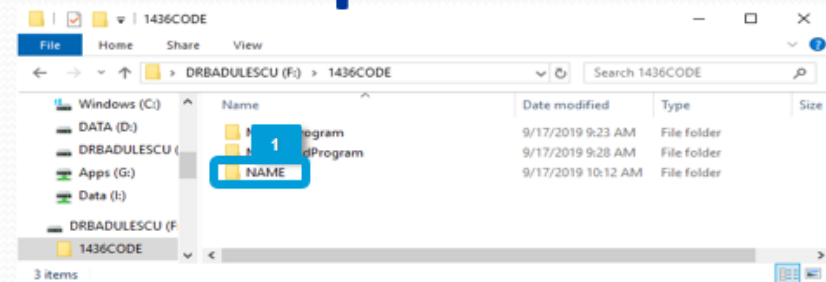 1436CODE
File Home Share View
DRBADULESCU (F:) > 1436CODE Search 1436CODE
Name Date modified Type Size
Windows (C:)
DATA (D:) ogram 9/17/2019 9:23 AM File folder
DRBADULESCU ( dProgram 9/17/2019 9:28 AM File folder
Apps (G:) NAME 9/17/2019 10:12 AM File folder
1
Data (I:)
DRBADULESCU (F
1436CODE
3 items